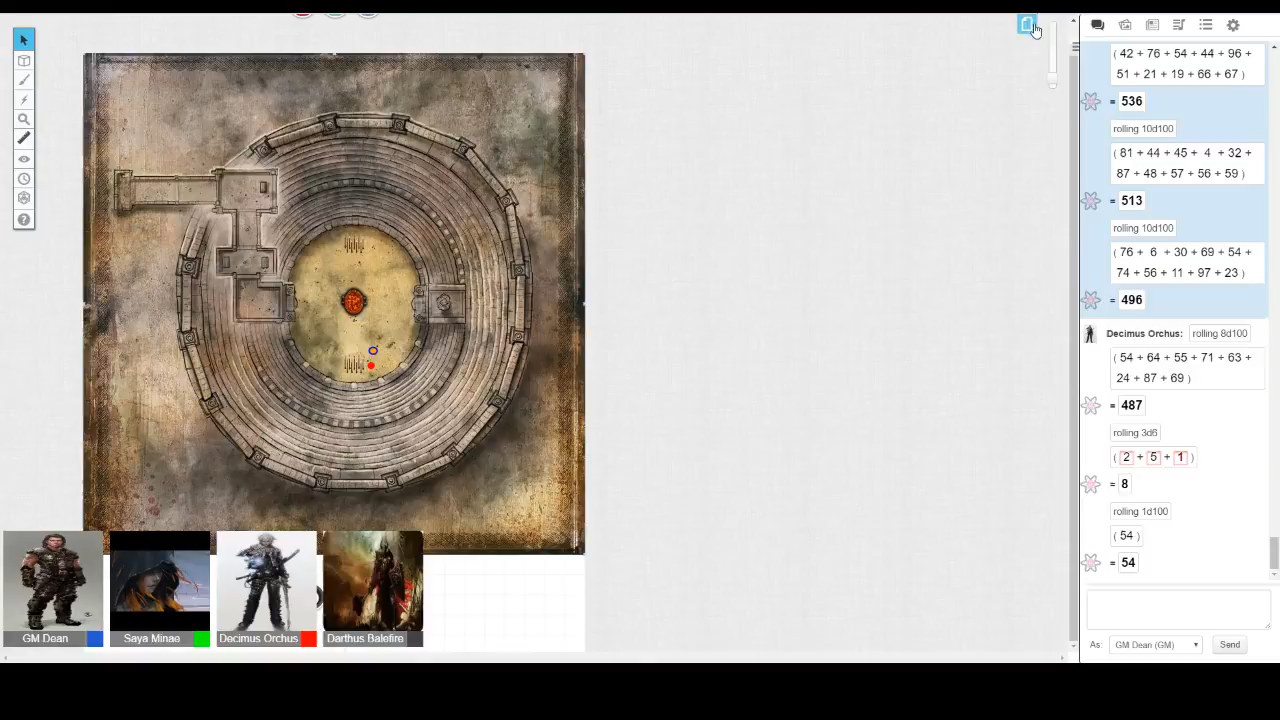 ( 42 + 76 + 54 + 44 + 96 +
51 + 21 + 19 + 66 + 67 )
= 536
rolling 10d100
( 81 + 44 + 45 + 4 + 32 +
87 + 48 + 57 + 56 + 59 )
= 513
rolling 10d100
( 76 + 6 + 30 + 69 + 54 +
74 + 56 + 11 + 97 + 23 )
= 496
Decimus Orchus: rolling 8d100
( 54 + 64 + 55 + 71 + 63 +
24 + 87 + 69 )
= 487
rolling 3d6
( 2 + 5 + 1 )
= 8
rolling 1d100
( 54 )
= 54
GM Dean
Saya Minae
Decimus Orchus
Darthus Balefire
As: GM Dean (GM) Send